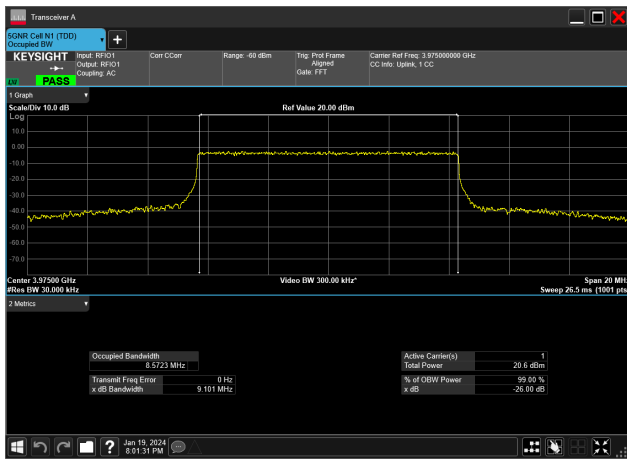 Transceiver A
5GNR Cell N1 (TDD)
Occupied BW
KEYSIGHT
Input: RFIO1
Output: RFIO1
Coupling: AC
Corr CCorr
Range: -60 dBm
Trig: Prot Frame
Aligned
Gate: FFT
Carrier Ref Freq: 3.975000000 GHz
CC Info: Uplink, 1 CC
PASS
1 Graph
Scale/Div 10.0 dB
Ref Value 20.00 dBm
Log
10.0
0.00
-10.0
-20.0
-30.0
-40.0
-50.0
-60.0
-70.0
Center 3.97500 GHz
Video BW 300.00 kHz*
Span 20 MHz
#Res BW 30.000 kHz
Sweep 26.5 ms (1001 pts
2 Metrics
Occupied Bandwidth
8.5723 MHz
Transmit Freq Error 0 Hz
x dB Bandwidth 9.101 MHz
Active Carrier(s) 1
Total Power 20.6 dBm
% of OBW Power 99.00 %
x dB -26.00 dB
Jan 19, 2024
8:01:31 PM